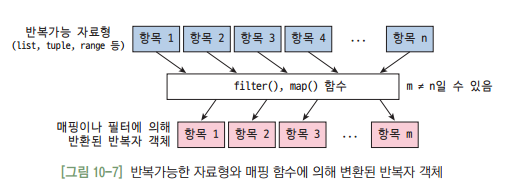 반복가능 자료형
(list, tuple, range 등)
항목 1 항목 2 항목 3 항목 4 ... 항목 n
filter(), map() 함수
m ≠ n일 수 있음
매핑이나 필터에 의해
반환된 반복자 객체
항목 1 항목 2 항목 3 ... 항목 m
[그림 10-7] 반복가능한 자료형와 매핑 함수에 의해 변환된 반복자 객체